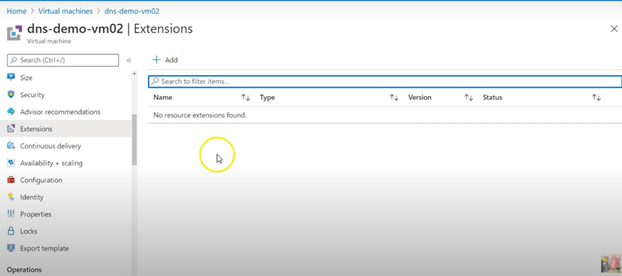 Home > Virtual machines > dns-demo-vm02
dns-demo-vm02 | Extensions
Virtual machine
Search (Ctrl+/)
«
Size
Security
Advisor recommendations
Extensions
Continuous delivery
Availability + scaling
Configuration
Identity
Properties
Locks
Export template
Operations
+ Add
Search to filter items...
Name Type Version Status
No resource extensions found.